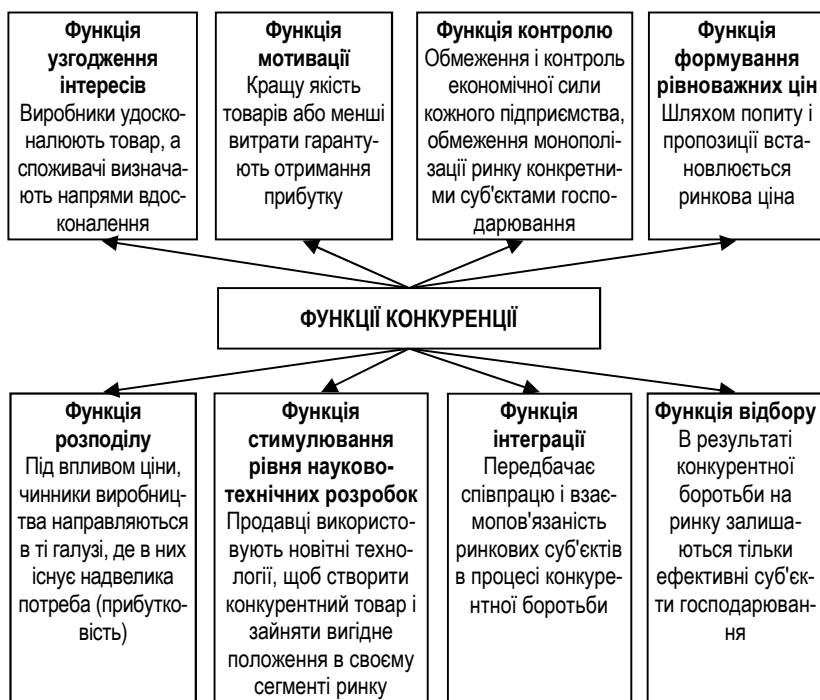 Функція
узгодження
інтересів
Виробники удоско-
налюють товар, а
споживачі визнача-
ють напрями вдос-
коналення
Функція
мотивації
Кращу якість
товарів або менші
витрати гаранту-
ють отримання
прибутку
Функція контролю
Обмеження і контроль
економічної сили
кожного підприємства,
обмеження монополі-
зації ринку конкретни-
ми суб'єктами госпо-
дарювання
Функція
формування
рівноважних цін
Шляхом попиту і
пропозиції вста-
новлюється
ринкова ціна
ФУНКЦІЇ КОНКУРЕНЦІЇ
Функція
розподілу
Під впливом ціни,
чинники виробниц-
тва направляються
в ті галузі, де в них
існує надвелика
потреба (прибутко-
вість)
Функція
стимулювання
рівня науково-
технічних розробок
Продавці використо-
вують новітні техно-
логії, щоб створити
конкурентний товар і
зайняти вигідне
положення в своєму
сегменті ринку
Функція
інтеграції
Передбачає
співпрацю і взає-
мопов'язаність
ринкових суб'єктів
в процесі конкуре-
нтної боротьби
Функція відбору
В результаті
конкурентної
боротьби на
ринку залиша-
ються тільки
ефективні суб'єк-
ти господарюван-
ня